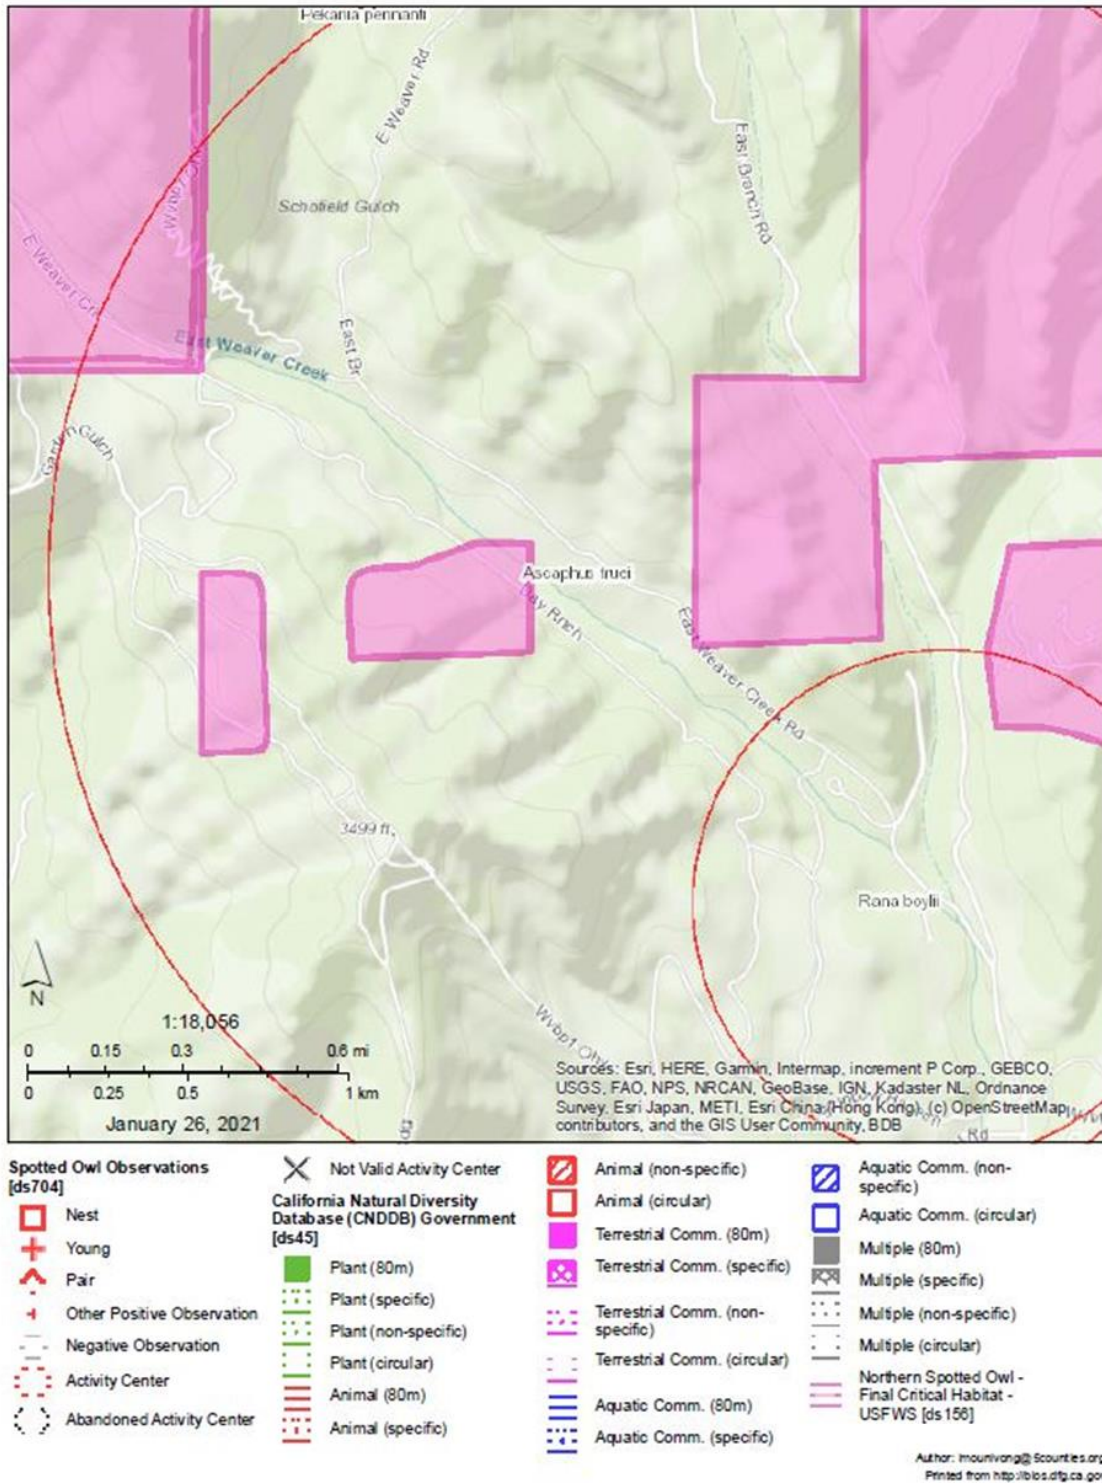 Pekania pennanti
E Weaver Rd
East Branch Rd
Schofield Gulch
E Weaver Cr
East Weaver Creek
East Br
Garden Gulch
Ascaphus truei
Day Rnch
East Weaver Creek Rd
3499 ft,
Rana boylii
N
1:18,056
0 0.15 0.3 0.6 mi
0 0.25 0.5 1 km
January 26, 2021
Sources: Esri, HERE, Garmin, Intermap, increment P Corp., GEBCO,
USGS, FAO, NPS, NRCAN, GeoBase, IGN, Kadaster NL, Ordnance
Survey, Esri Japan, METI, Esri China (Hong Kong), (c) OpenStreetMap
contributors, and the GIS User Community, BDB
Rd
Spotted Owl Observations
[ds704]
Nest
Young
Pair
Other Positive Observation
Negative Observation
Activity Center
Abandoned Activity Center
Not Valid Activity Center
California Natural Diversity
Database (CNDDB) Government
[ds45]
Plant (80m)
Plant (specific)
Plant (non-specific)
Plant (circular)
Animal (80m)
Animal (specific)
Animal (non-specific)
Animal (circular)
Terrestrial Comm. (80m)
Terrestrial Comm. (specific)
Terrestrial Comm. (non-
specific)
Terrestrial Comm. (circular)
Aquatic Comm. (80m)
Aquatic Comm. (specific)
Aquatic Comm. (non-
specific)
Aquatic Comm. (circular)
Multiple (80m)
Multiple (specific)
Multiple (non-specific)
Multiple (circular)
Northern Spotted Owl -
Final Critical Habitat -
USFWS [ds156]
Author: lmounivong@5counties.org
Printed from http://bios.dfg.ca.gov